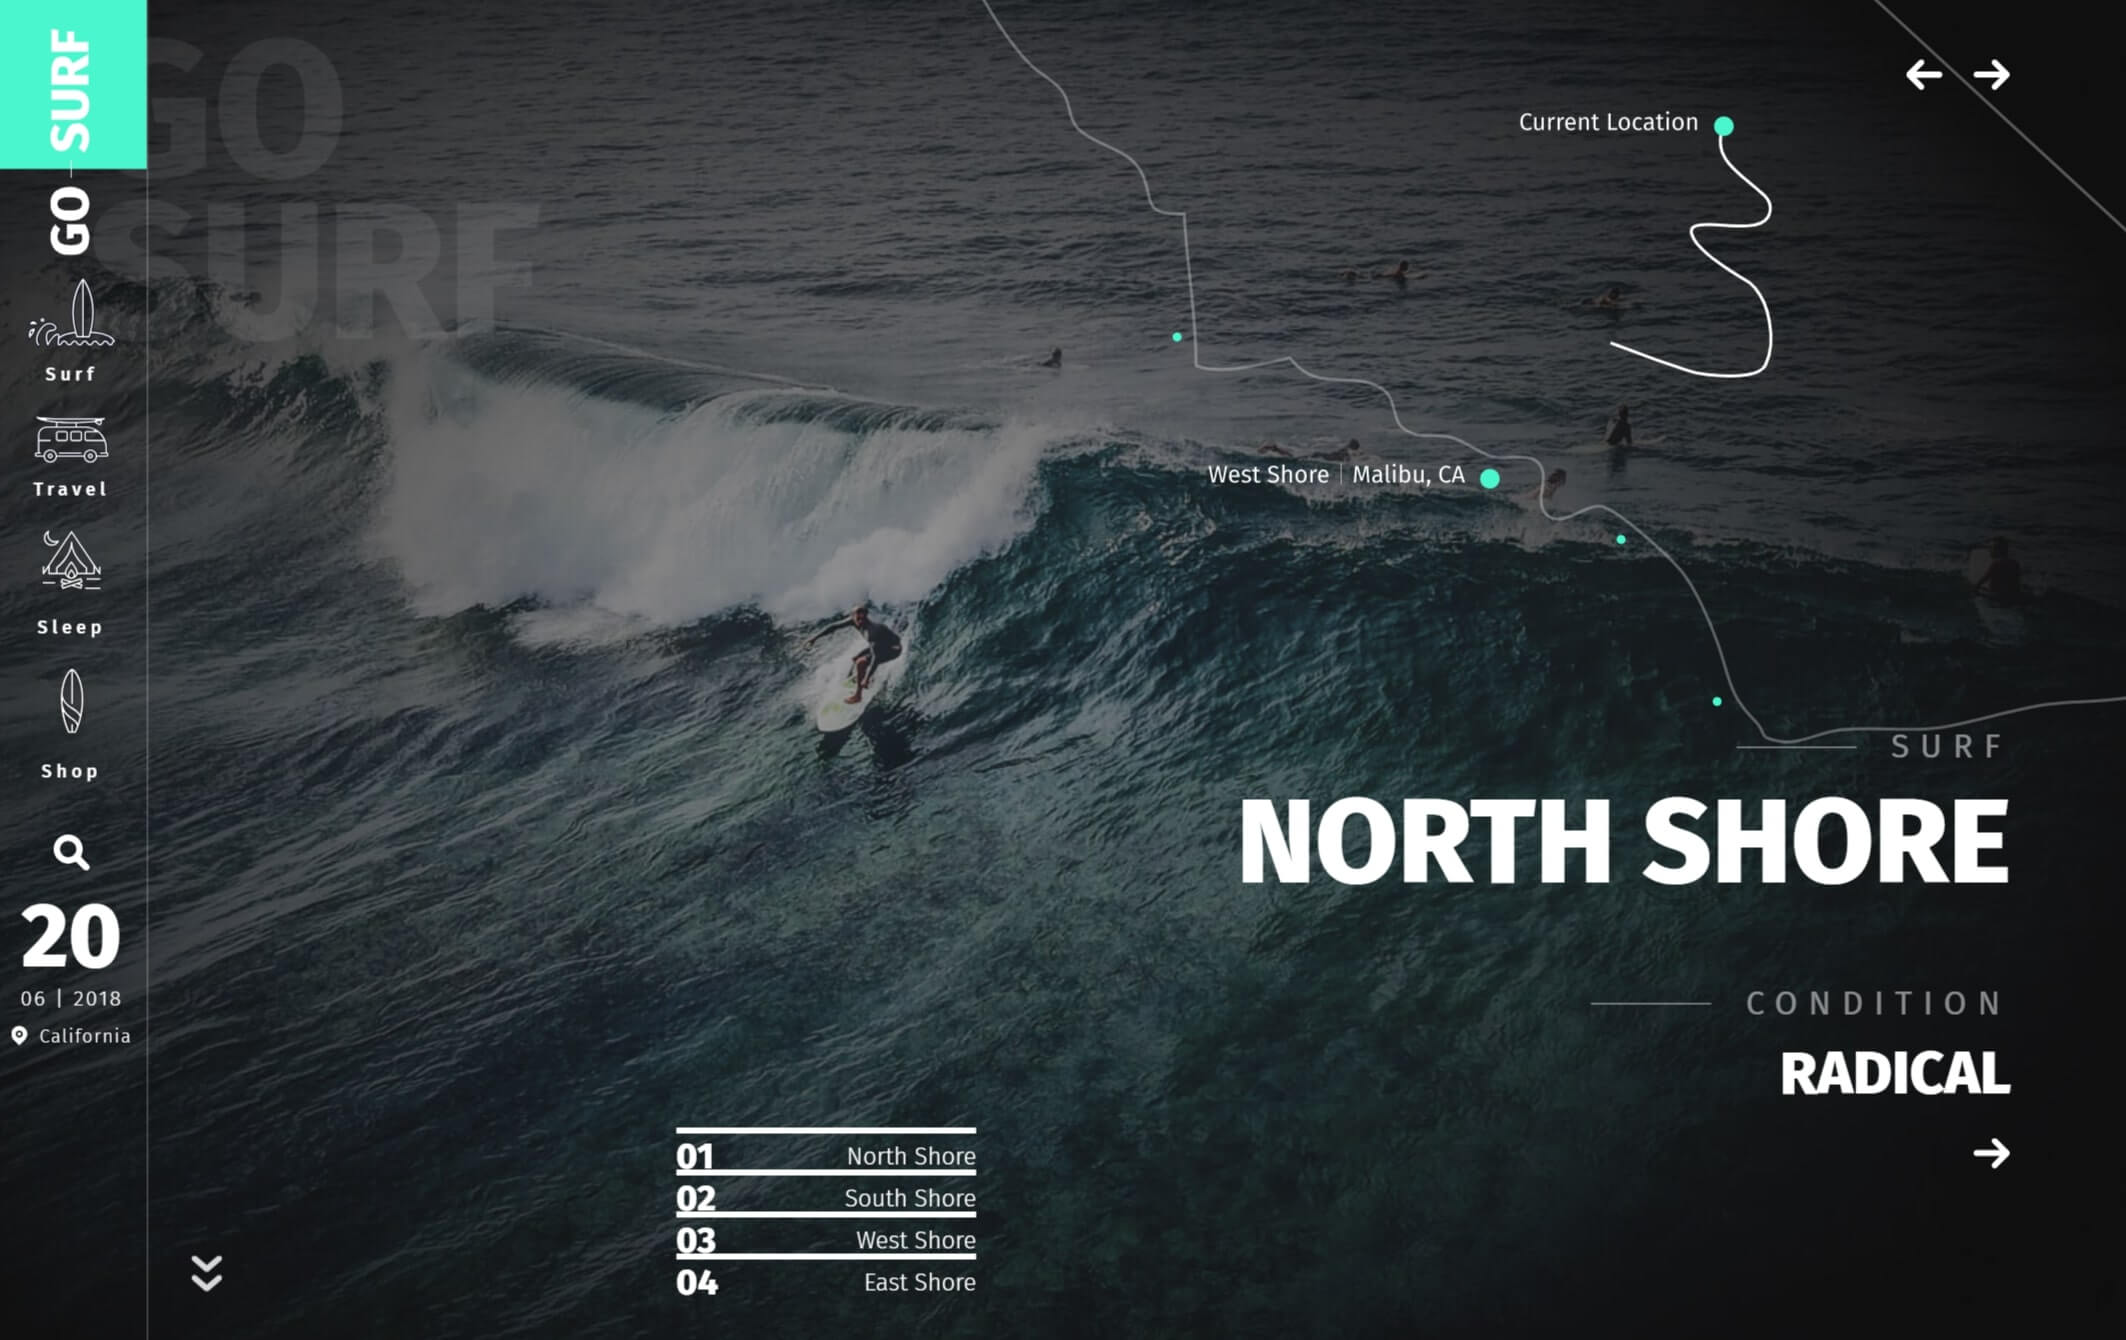 GO SURF
GO
SURF
Surf
Travel
Sleep
Shop
20
06 | 2018
California
Current Location
West Shore | Malibu, CA
SURF
NORTH SHORE
CONDITION
RADICAL
01 North Shore
02 South Shore
03 West Shore
04 East Shore